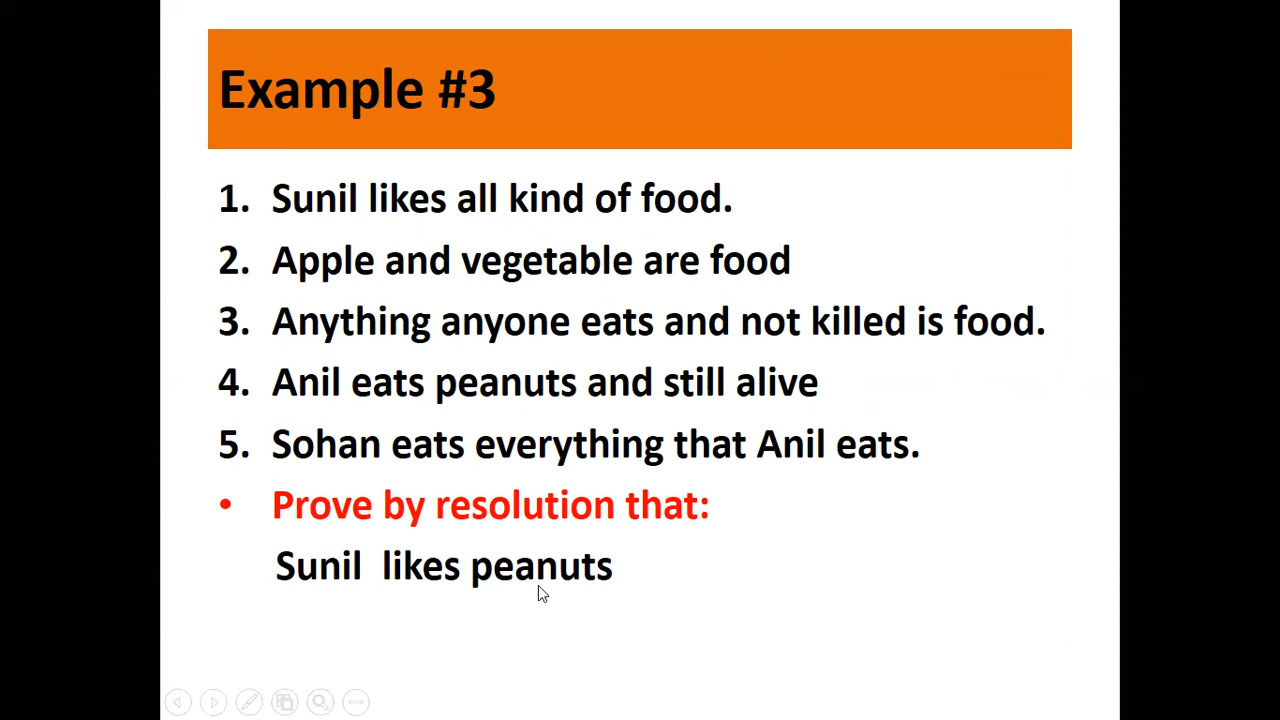 Example #3
1. Sunil likes all kind of food.
2. Apple and vegetable are food
3. Anything anyone eats and not killed is food.
4. Anil eats peanuts and still alive
5. Sohan eats everything that Anil eats.
• Prove by resolution that:
Sunil  likes peanuts